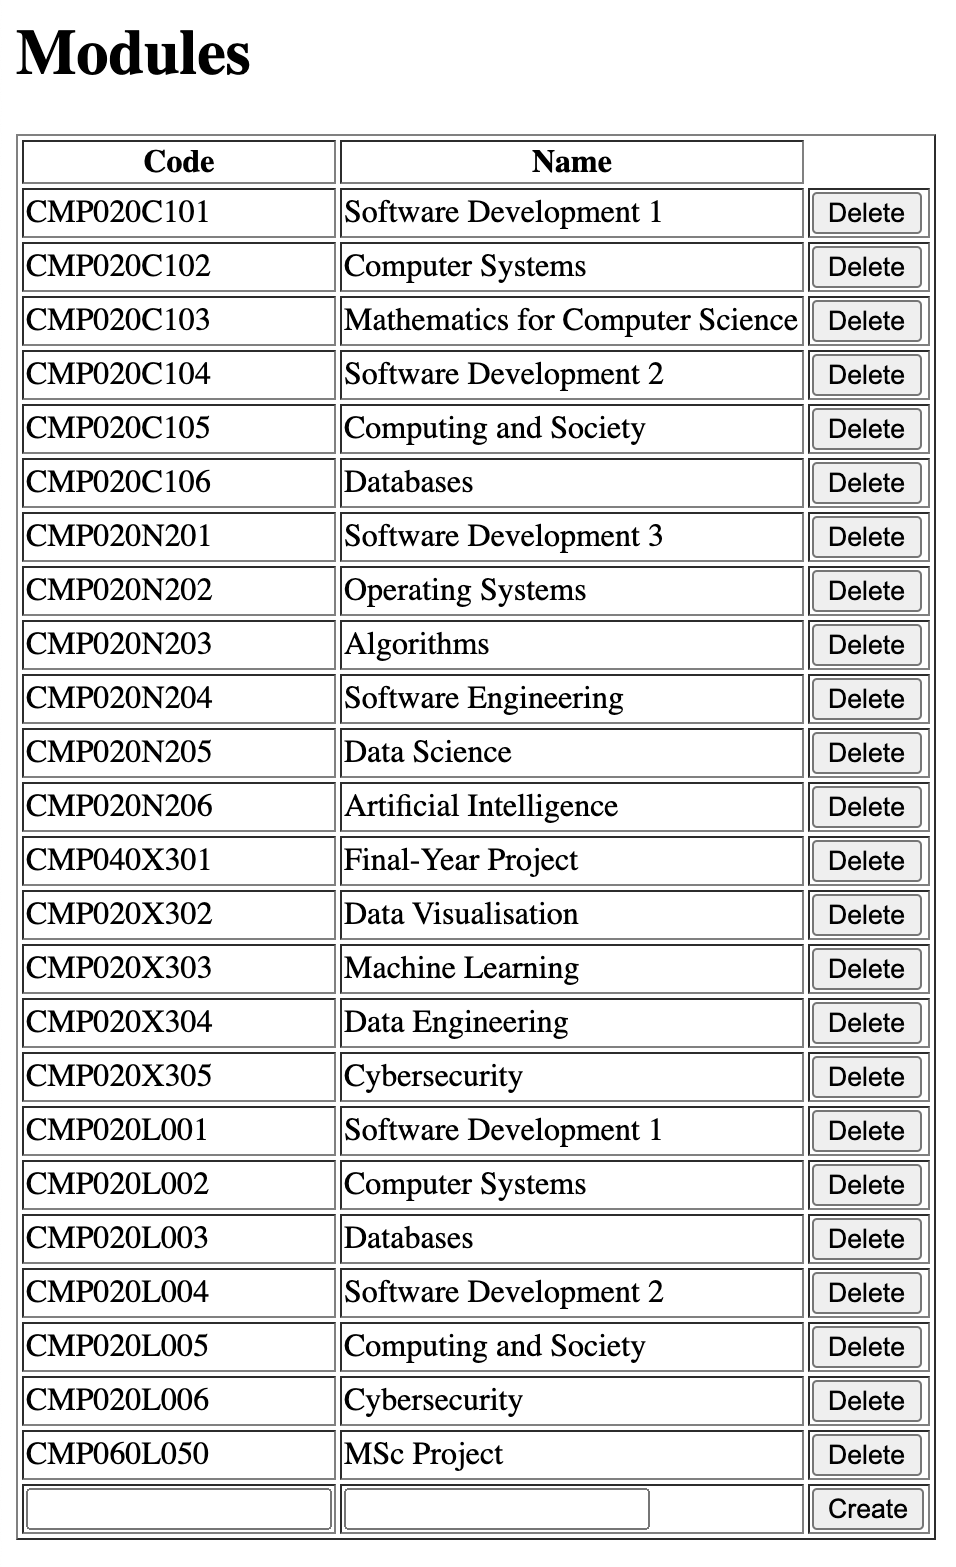 Modules
Code Name
CMP020C101 Software Development 1 Delete
CMP020C102 Computer Systems Delete
CMP020C103 Mathematics for Computer Science Delete
CMP020C104 Software Development 2 Delete
CMP020C105 Computing and Society Delete
CMP020C106 Databases Delete
CMP020N201 Software Development 3 Delete
CMP020N202 Operating Systems Delete
CMP020N203 Algorithms Delete
CMP020N204 Software Engineering Delete
CMP020N205 Data Science Delete
CMP020N206 Artificial Intelligence Delete
CMP040X301 Final-Year Project Delete
CMP020X302 Data Visualisation Delete
CMP020X303 Machine Learning Delete
CMP020X304 Data Engineering Delete
CMP020X305 Cybersecurity Delete
CMP020L001 Software Development 1 Delete
CMP020L002 Computer Systems Delete
CMP020L003 Databases Delete
CMP020L004 Software Development 2 Delete
CMP020L005 Computing and Society Delete
CMP020L006 Cybersecurity Delete
CMP060L050 MSc Project Delete
Create